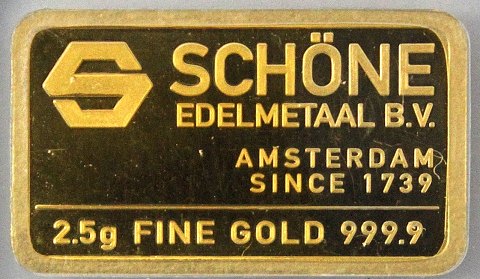 SCHÖNE
EDELMETAAL B.V.
AMSTERDAM
SINCE 1739
2.5g FINE GOLD 999.9